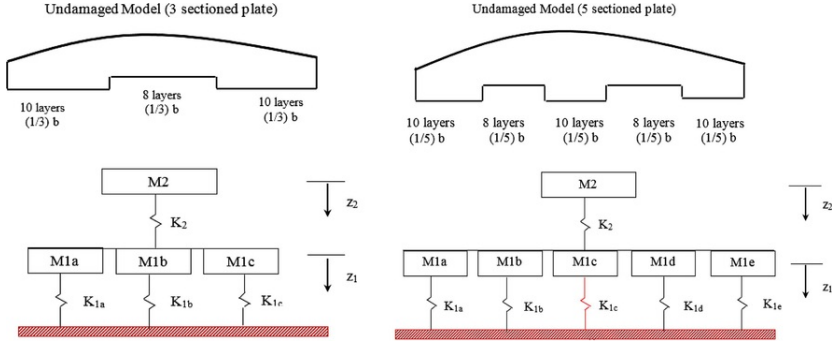 Undamaged Model (3 sectioned plate)
10 layers
(1/3) b
8 layers
(1/3) b
10 layers
(1/3) b
M2
z₂
K₂
M1a
M1b
M1c
z₁
K₁ₐ
K₁b
K₁c
Undamaged Model (5 sectioned plate)
10 layers
(1/5) b
8 layers
(1/5) b
10 layers
(1/5) b
8 layers
(1/5) b
10 layers
(1/5) b
M2
z₂
K₂
M1a
M1b
M1c
M1d
M1e
z₁
K₁ₐ
K₁b
K₁c
K₁d
K₁ₑ